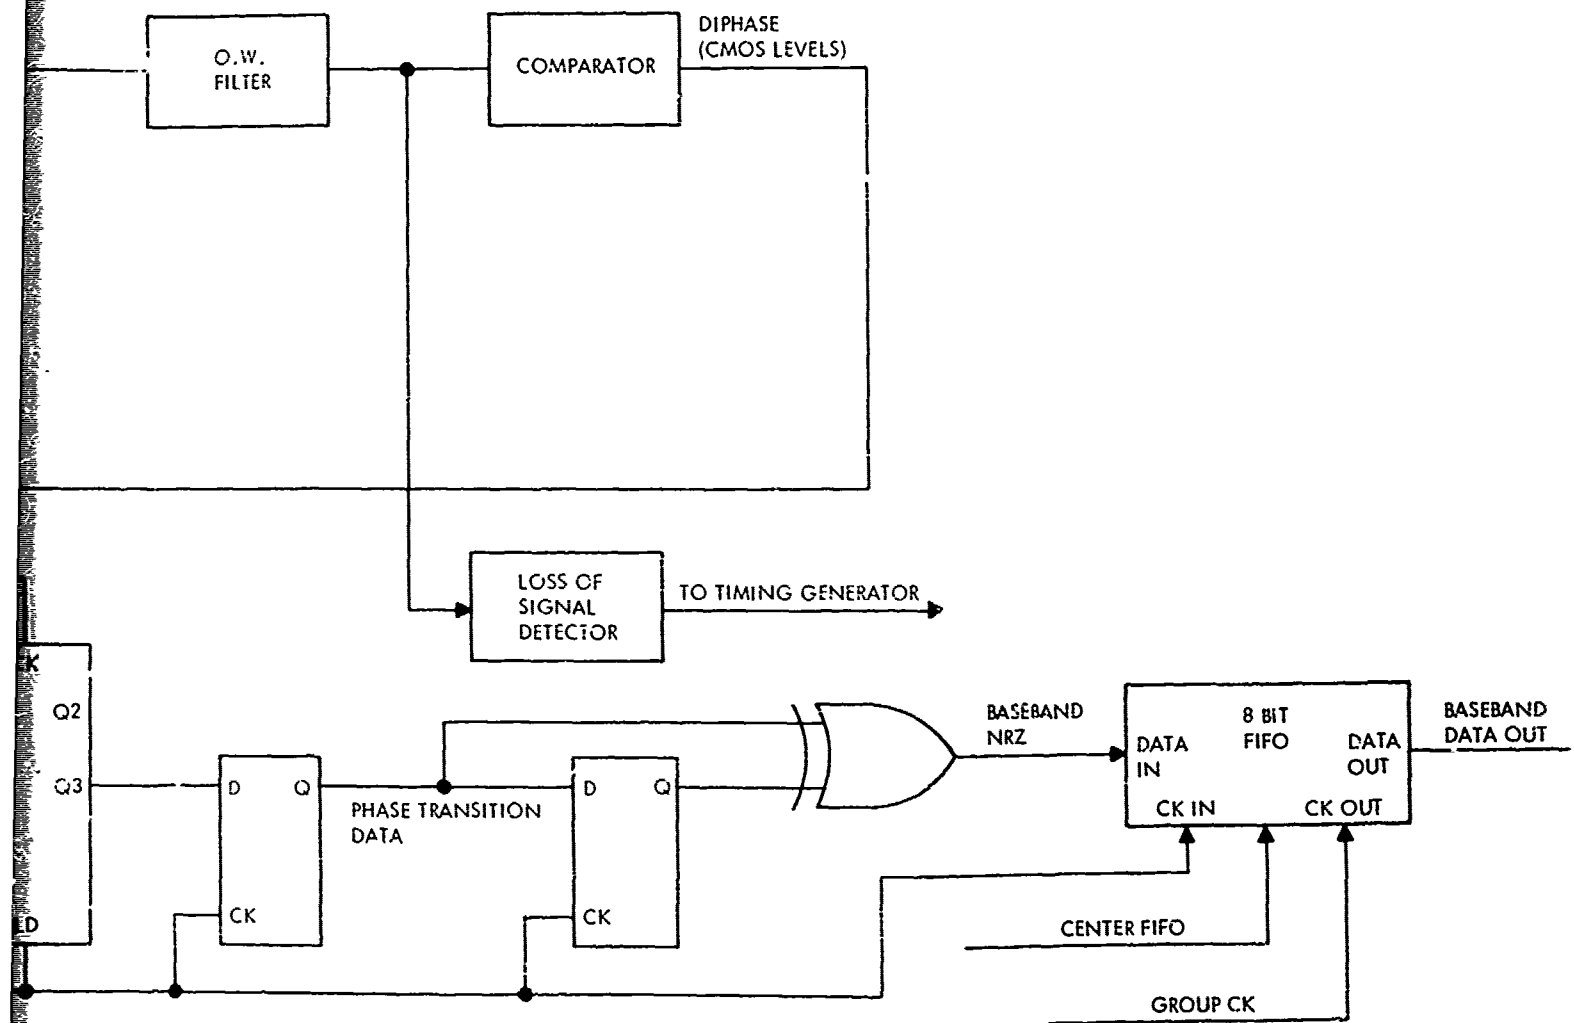 O.W.
FILTER
COMPARATOR
DIPHASE
(CMOS LEVELS)
LOSS OF
SIGNAL
DETECTOR
TO TIMING GENERATOR
K
Q2
Q3
LD
D Q
CK
PHASE TRANSITION
DATA
D Q
CK
BASEBAND
NRZ
8 BIT
FIFO
DATA
IN
DATA
OUT
CK IN
CK OUT
BASEBAND
DATA OUT
CENTER FIFO
GROUP CK